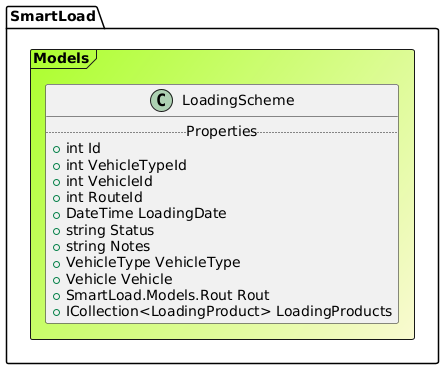 SmartLoad
Models
C LoadingScheme
Properties
int Id
int VehicleTypeId
int VehicleId
int RouteId
DateTime LoadingDate
string Status
string Notes
VehicleType VehicleType
Vehicle Vehicle
SmartLoad.Models.Rout Rout
ICollection<LoadingProduct> LoadingProducts